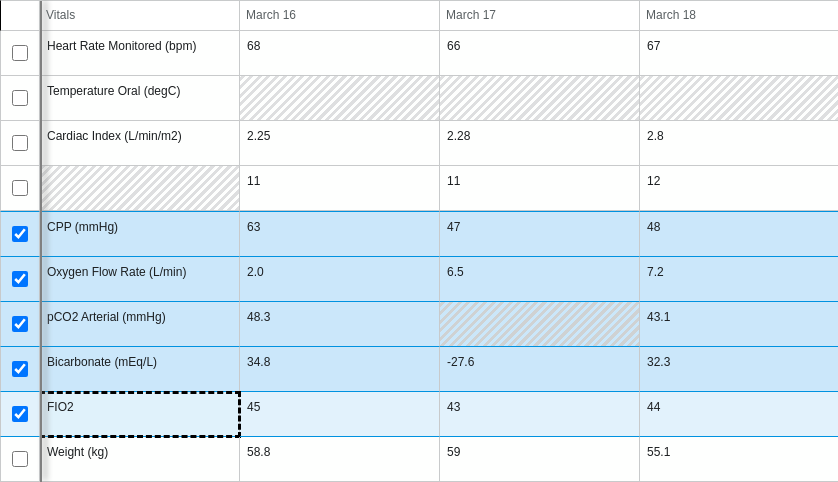 Vitals March 16 March 17 March 18
Heart Rate Monitored (bpm) 68 66 67
Temperature Oral (degC)
Cardiac Index (L/min/m2) 2.25 2.28 2.8
11 11 12
CPP (mmHg) 63 47 48
Oxygen Flow Rate (L/min) 2.0 6.5 7.2
pCO2 Arterial (mmHg) 48.3 43.1
Bicarbonate (mEq/L) 34.8 -27.6 32.3
FIO2 45 43 44
Weight (kg) 58.8 59 55.1